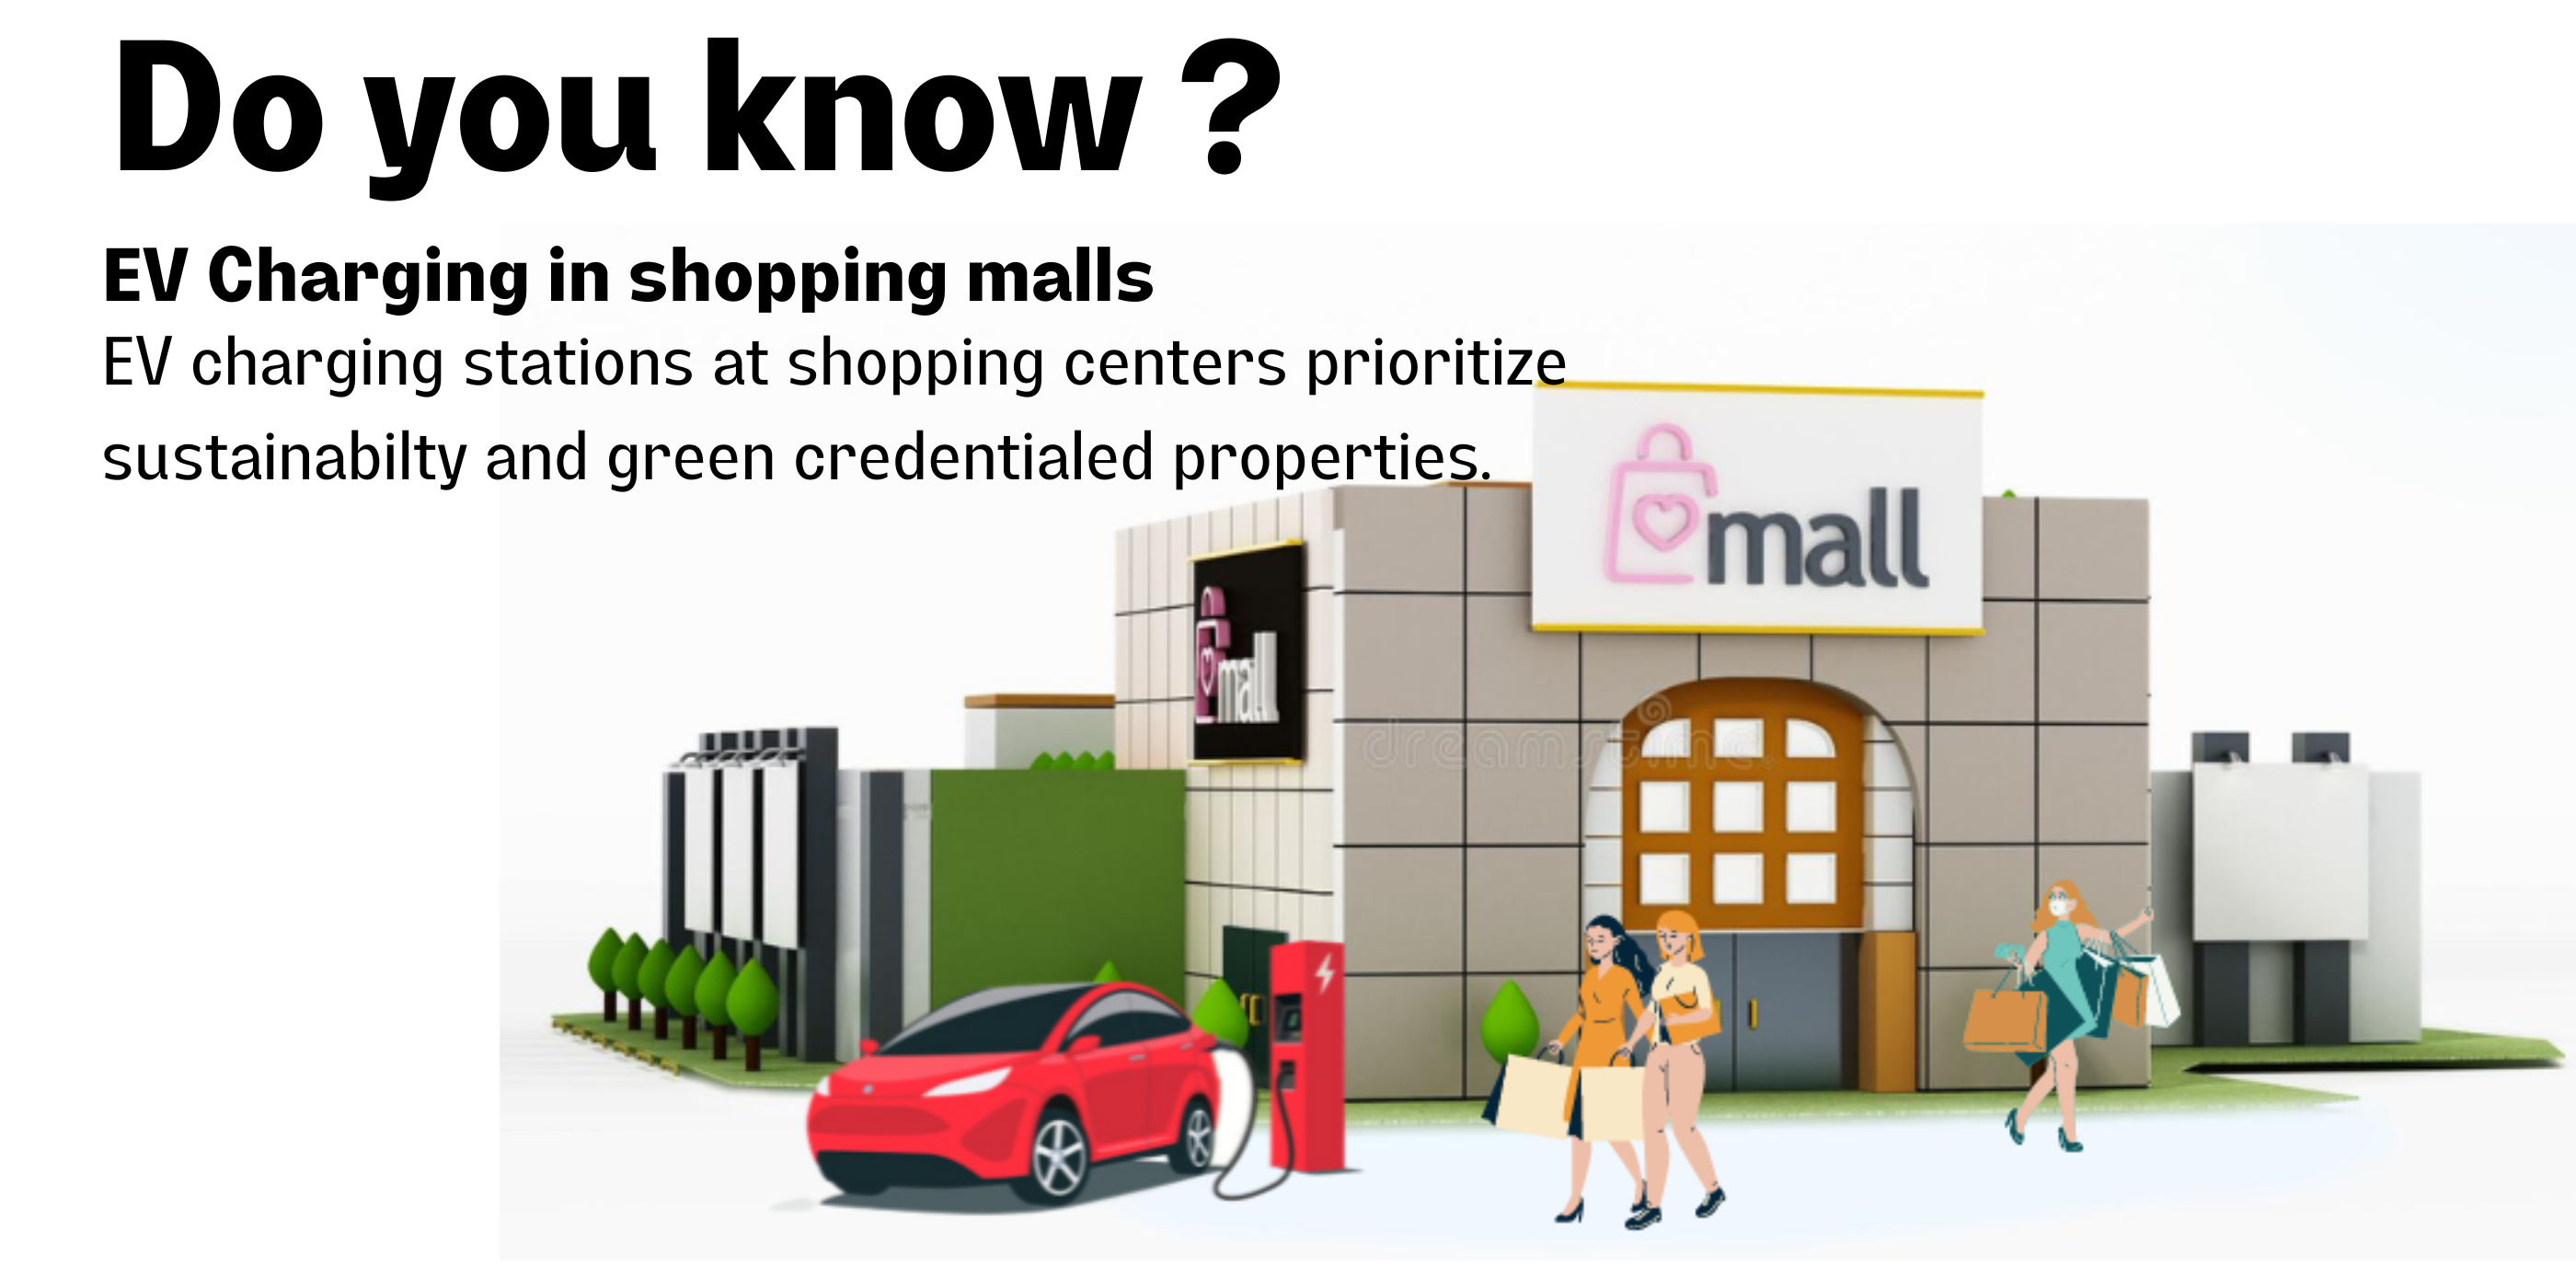 Do you know ?
EV Charging in shopping malls
EV charging stations at shopping centers prioritize
sustainabilty and green credentialed properties.
mall
mall
dreamstime.